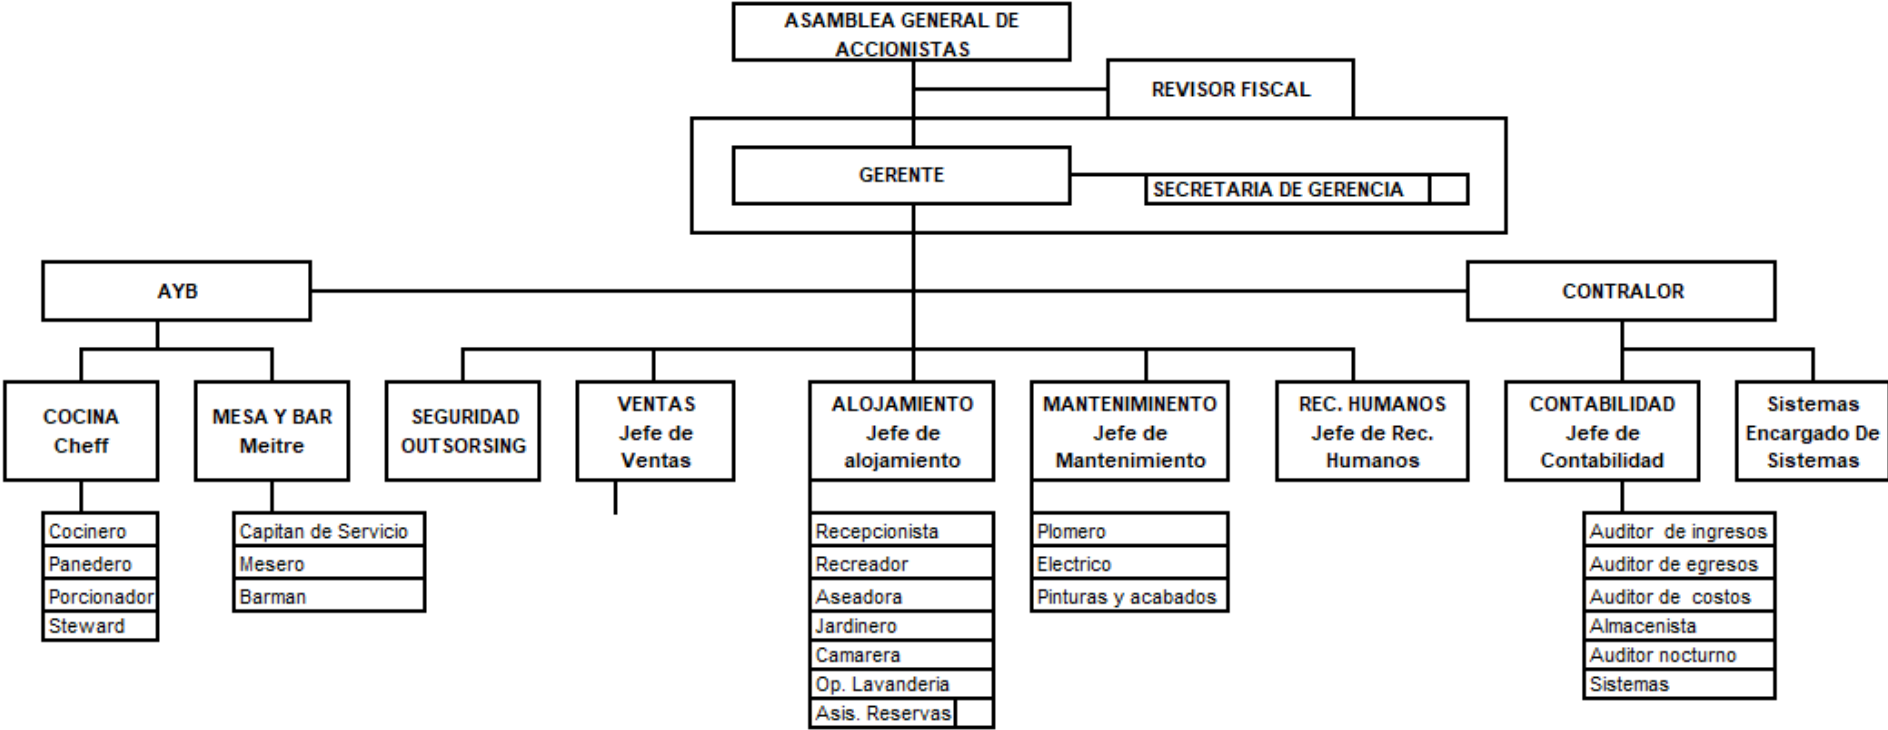 ASAMBLEA GENERAL DE
ACCIONISTAS
REVISOR FISCAL
GERENTE
SECRETARIA DE GERENCIA
AYB
CONTRALOR
COCINA
Cheff
MESA Y BAR
Meitre
SEGURIDAD
OUTSORSING
VENTAS
Jefe de
Ventas
ALOJAMIENTO
Jefe de
alojamiento
MANTENIMINENTO
Jefe de
Mantenimiento
REC. HUMANOS
Jefe de Rec.
Humanos
CONTABILIDAD
Jefe de
Contabilidad
Sistemas
Encargado De
Sistemas
Cocinero
Panedero
Porcionador
Steward
Capitan de Servicio
Mesero
Barman
Recepcionista
Recreador
Aseadora
Jardinero
Camarera
Op. Lavanderia
Asis. Reservas
Plomero
Electrico
Pinturas y acabados
Auditor de ingresos
Auditor de egresos
Auditor de costos
Almacenista
Auditor nocturno
Sistemas